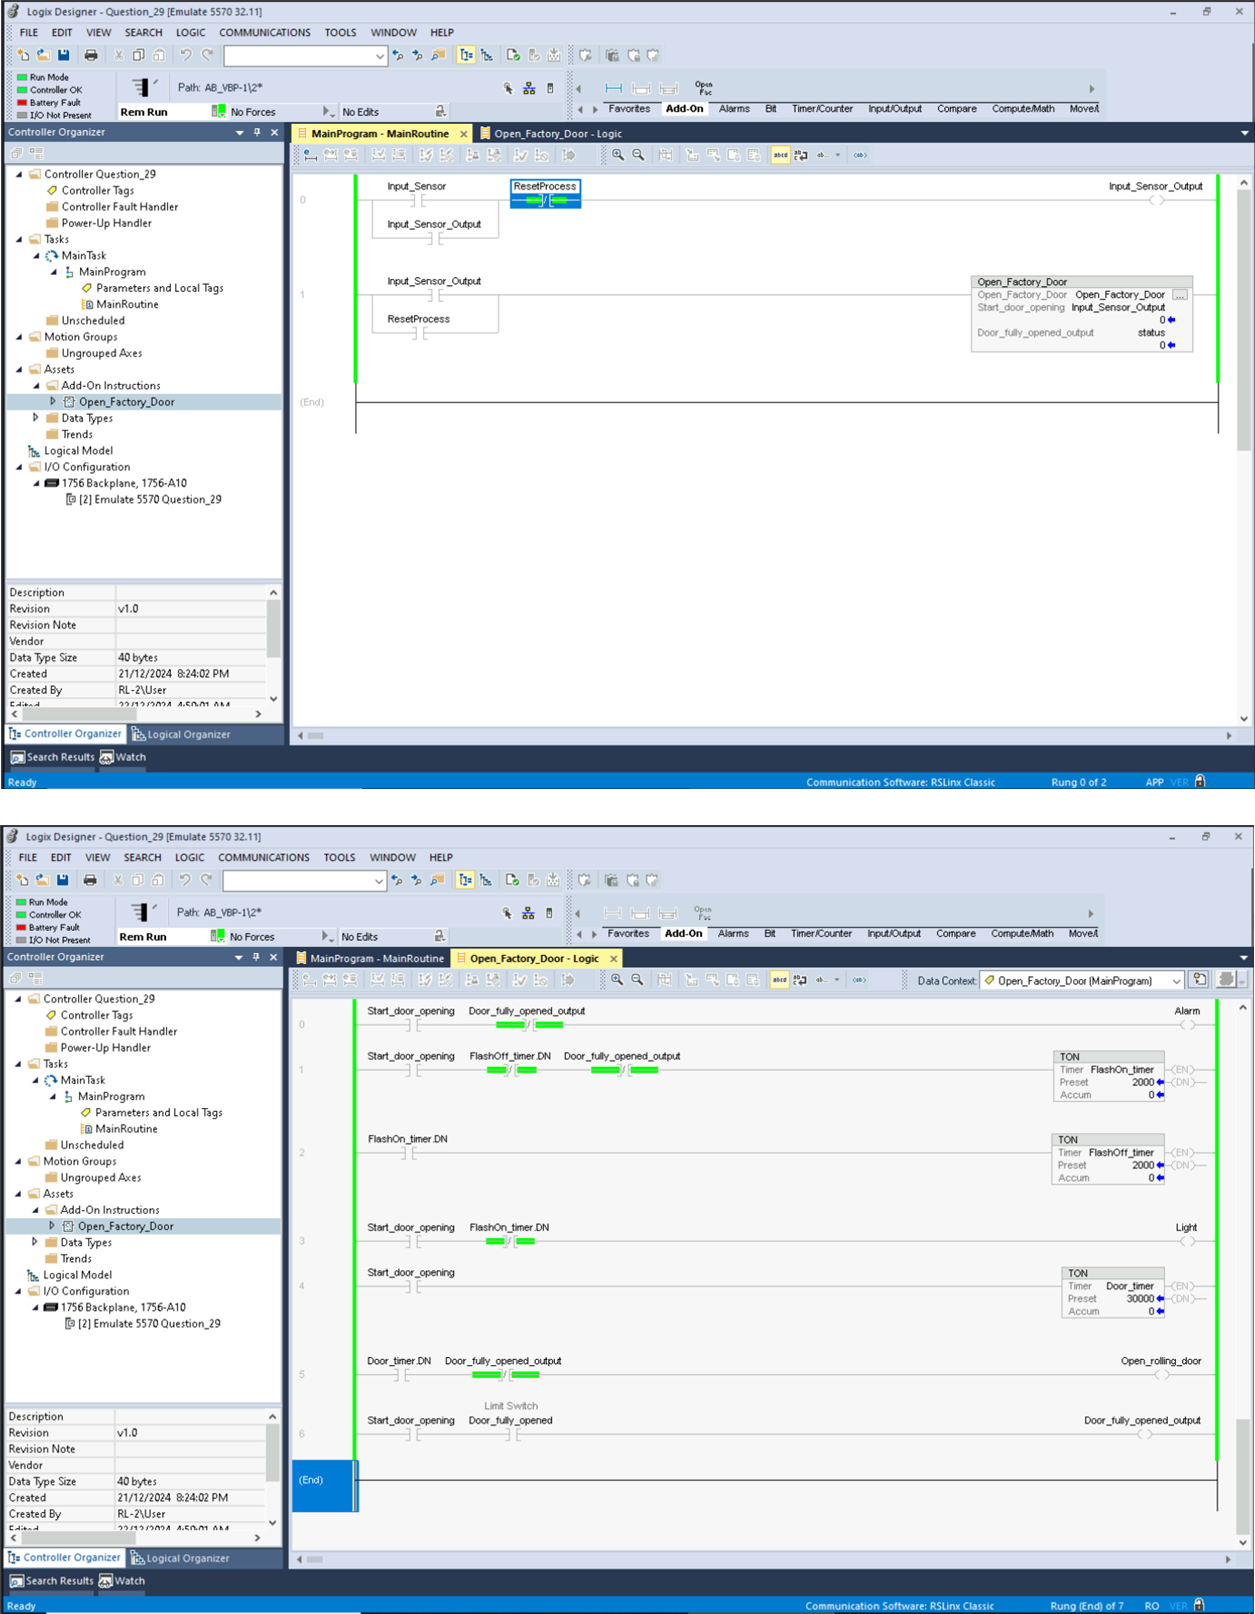 Logix Designer - Question_29 [Emulate 5570 32.11]
FILE EDIT VIEW SEARCH LOGIC COMMUNICATIONS TOOLS WINDOW HELP
Run Mode
Controller OK
Battery Fault
I/O Not Present
Path: AB_VBP-1\2*
Rem Run No Forces No Edits
Open
Fsc
Favorites Add-On Alarms Bit Timer/Counter Input/Output Compare Compute/Math Move/L
Controller Organizer
MainProgram - MainRoutine Open_Factory_Door - Logic
Controller Question_29
Controller Tags
Controller Fault Handler
Power-Up Handler
Tasks
MainTask
MainProgram
Parameters and Local Tags
MainRoutine
Unscheduled
Motion Groups
Ungrouped Axes
Assets
Add-On Instructions
Open_Factory_Door
Data Types
Trends
Logical Model
I/O Configuration
1756 Backplane, 1756-A10
[2] Emulate 5570 Question_29
Description
Revision v1.0
Revision Note
Vendor
Data Type Size 40 bytes
Created 21/12/2024 8:24:02 PM
Created By RL-2\User
Edited 22/12/2024 4:59:01 AM
Controller Organizer Logical Organizer
Input_Sensor ResetProcess Input_Sensor_Output
0
Input_Sensor_Output
Input_Sensor_Output
1
ResetProcess
Open_Factory_Door
Open_Factory_Door Open_Factory_Door ...
Start_door_opening Input_Sensor_Output
0
Door_fully_opened_output status
0
(End)
Search Results Watch
Ready Communication Software: RSLinx Classic Rung 0 of 2 APP VER
Logix Designer - Question_29 [Emulate 5570 32.11]
FILE EDIT VIEW SEARCH LOGIC COMMUNICATIONS TOOLS WINDOW HELP
Run Mode
Controller OK
Battery Fault
I/O Not Present
Path: AB_VBP-1\2*
Rem Run No Forces No Edits
Open
Fsc
Favorites Add-On Alarms Bit Timer/Counter Input/Output Compare Compute/Math Move/L
Controller Organizer
MainProgram - MainRoutine Open_Factory_Door - Logic
Data Context: Open_Factory_Door (MainProgram)
Controller Question_29
Controller Tags
Controller Fault Handler
Power-Up Handler
Tasks
MainTask
MainProgram
Parameters and Local Tags
MainRoutine
Unscheduled
Motion Groups
Ungrouped Axes
Assets
Add-On Instructions
Open_Factory_Door
Data Types
Trends
Logical Model
I/O Configuration
1756 Backplane, 1756-A10
[2] Emulate 5570 Question_29
Description
Revision v1.0
Revision Note
Vendor
Data Type Size 40 bytes
Created 21/12/2024 8:24:02 PM
Created By RL-2\User
Edited 22/12/2024 4:59:01 AM
Controller Organizer Logical Organizer
Start_door_opening Door_fully_opened_output Alarm
0
Start_door_opening FlashOff_timer.DN Door_fully_opened_output
1
TON
Timer FlashOn_timer (EN)
Preset 2000 (DN)
Accum 0
FlashOn_timer.DN
2
TON
Timer FlashOff_timer (EN)
Preset 2000 (DN)
Accum 0
Start_door_opening FlashOn_timer.DN Light
3
Start_door_opening
4
TON
Timer Door_timer (EN)
Preset 30000 (DN)
Accum 0
Door_timer.DN Door_fully_opened_output Open_rolling_door
5
Limit Switch
Start_door_opening Door_fully_opened Door_fully_opened_output
6
(End)
Search Results Watch
Ready Communication Software: RSLinx Classic Rung (End) of 7 RO VER